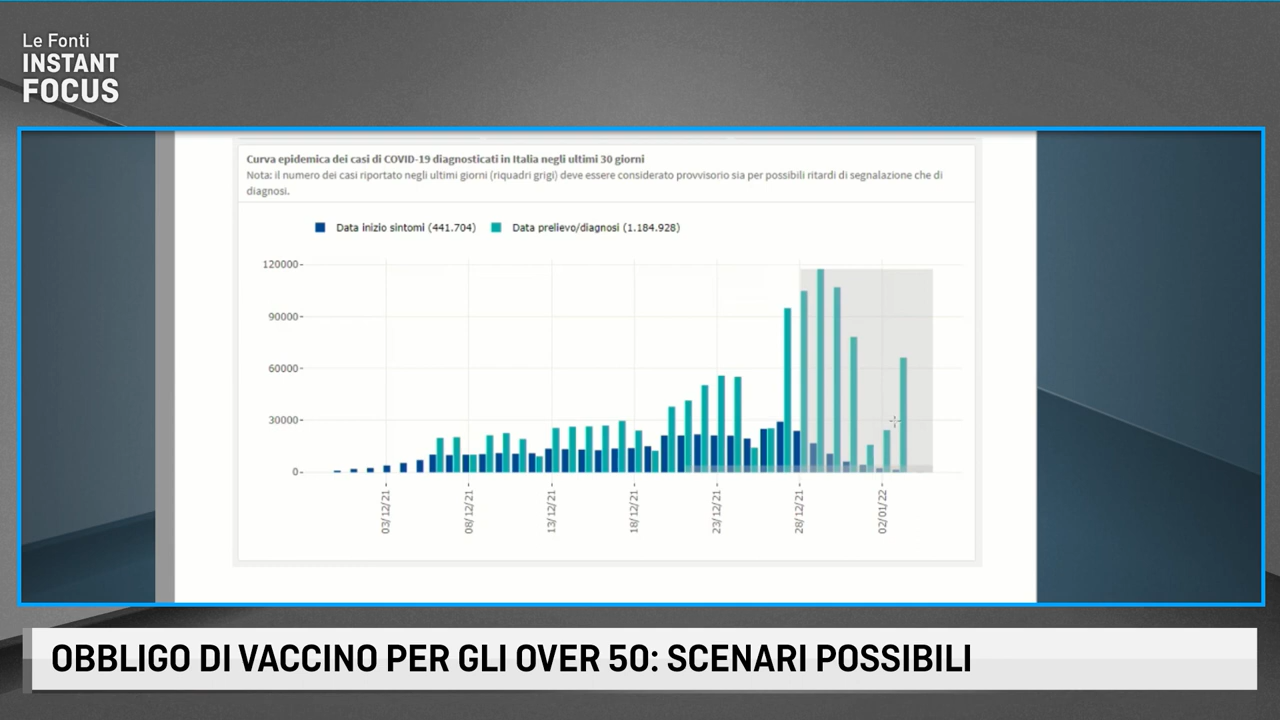 Le Fonti
INSTANT
FOCUS
Curva epidemica dei casi di COVID-19 diagnosticati in Italia negli ultimi 30 giorni
Nota: il numero dei casi riportato negli ultimi giorni (riquadri grigi) deve essere considerato provvisorio sia per possibili ritardi di segnalazione che di
diagnosi.
Data inizio sintomi (441.704) Data prelievo/diagnosi (1.184.928)
120000
90000
60000
30000
0
03/12/21 08/12/21 13/12/21 18/12/21 23/12/21 28/12/21 02/01/22
OBBLIGO DI VACCINO PER GLI OVER 50: SCENARI POSSIBILI